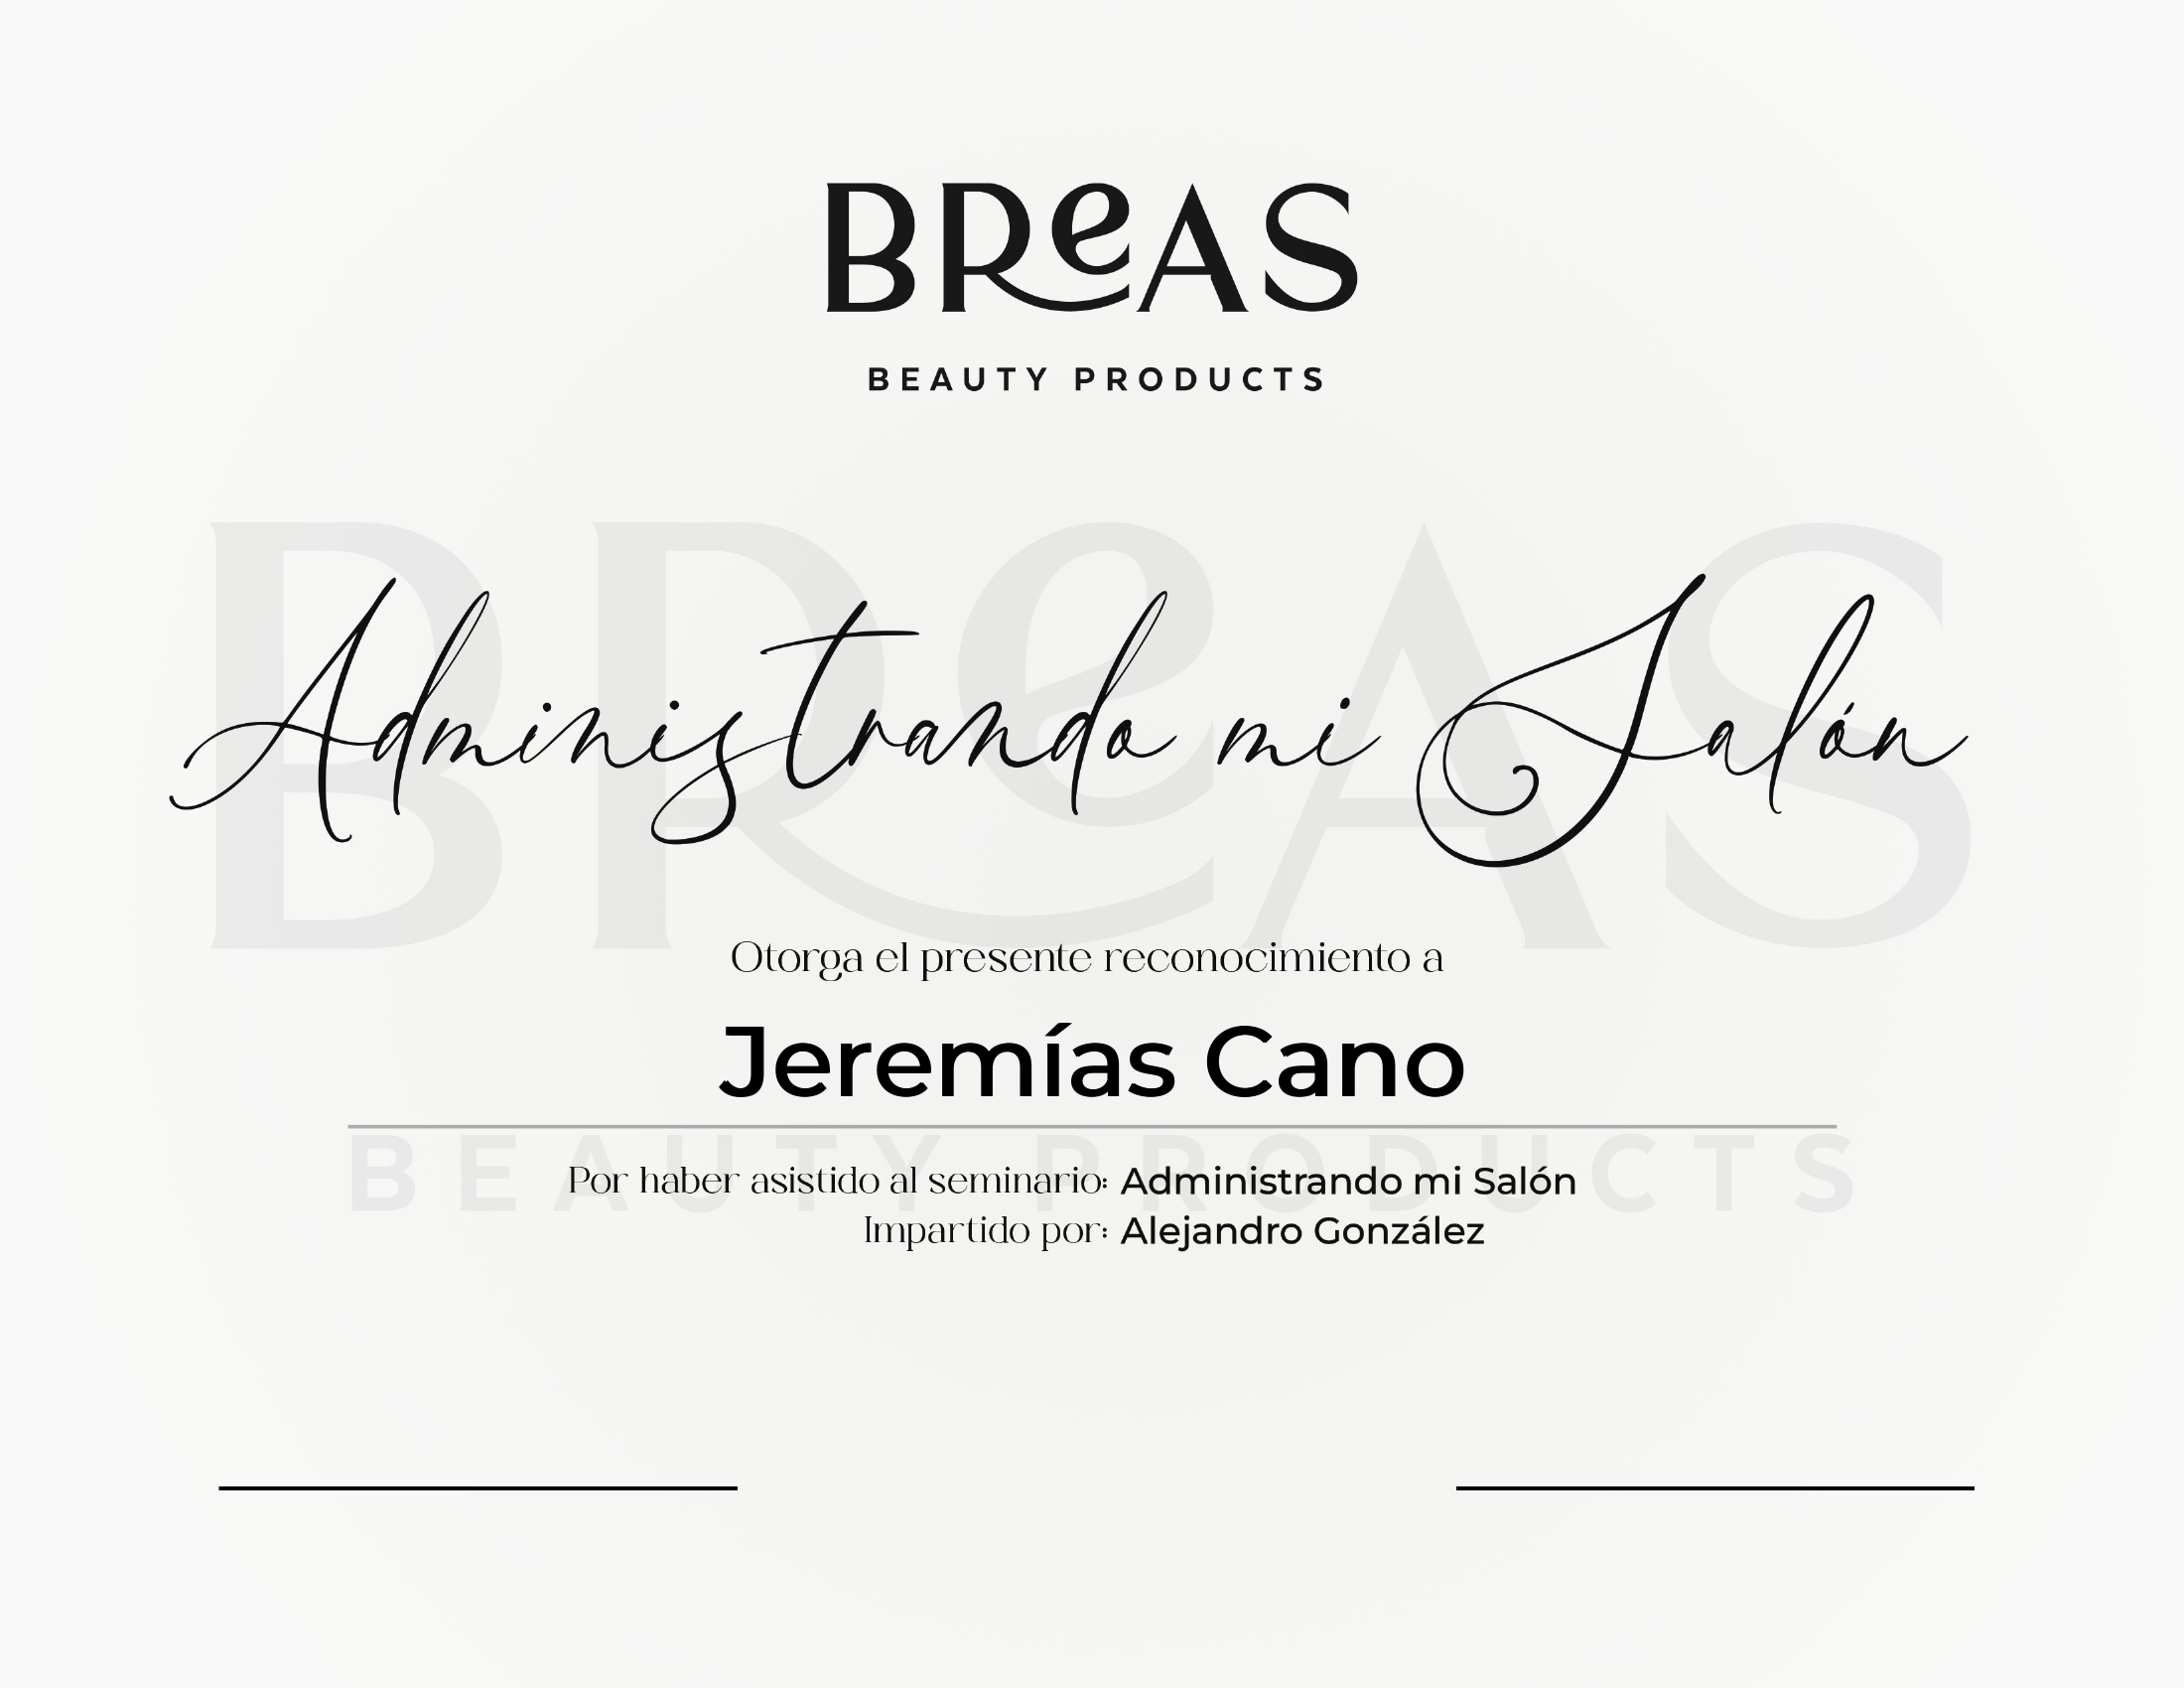 BReAS
BEAUTY PRODUCTS
BReAS
Administrando mi Salón
Otorga el presente reconocimiento a
Jeremías Cano
BEAUTY PRODUCTS
Por haber asistido al seminario: Administrando mi Salón
Impartido por: Alejandro González